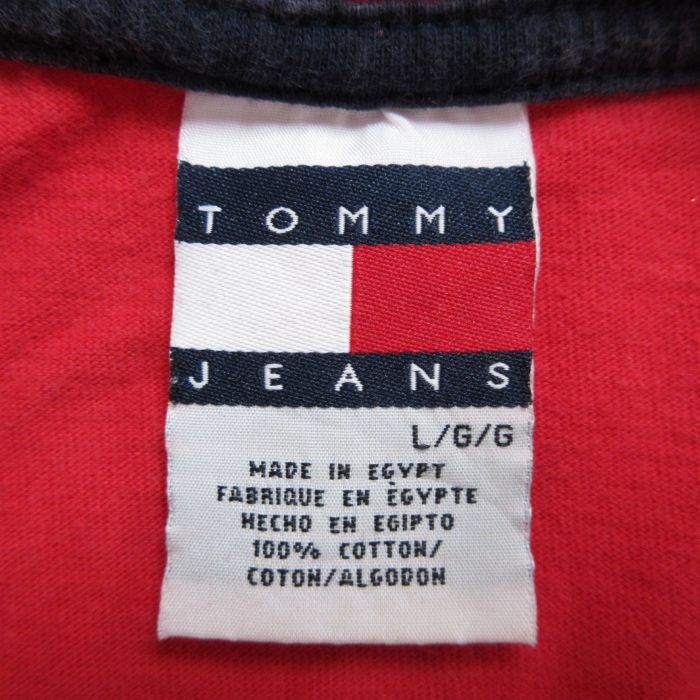 TOMMY
JEANS
L/G/G
MADE IN EGYPT
FABRIQUE EN ÈGYPTE
HECHO EN EGIPTO
100% COTTON/
COTON/ALGODON